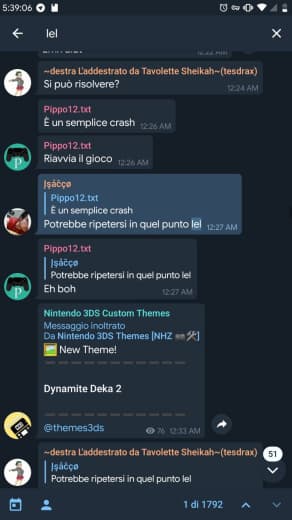 5:39:06
lel
12:22 AM
~destra L'addestrato da Tavolette Sheikah~(tesdrax)
Si può risolvere?
12:24 AM
Pippo12.txt
È un semplice crash 12:26 AM
Pippo12.txt
Riavvia il gioco 12:26 AM
Įşáčçø
Pippo12.txt
È un semplice crash
Potrebbe ripetersi in quel punto lel 12:27 AM
Pippo12.txt
Įşáčçø
Potrebbe ripetersi in quel punto lel
Eh boh
12:27 AM
Nintendo 3DS Custom Themes
Messaggio inoltrato
Da Nintendo 3DS Themes [NHZ 🎮🛠]
🖼 New Theme!
Dynamite Deka 2
@themes3ds
76 12:33 AM
~destra L'addestrato da Tavolette Sheikah~(tesdrax)
51
Įşáčçø
Potrebbe ripetersi in quel punto lel
1 di 1792